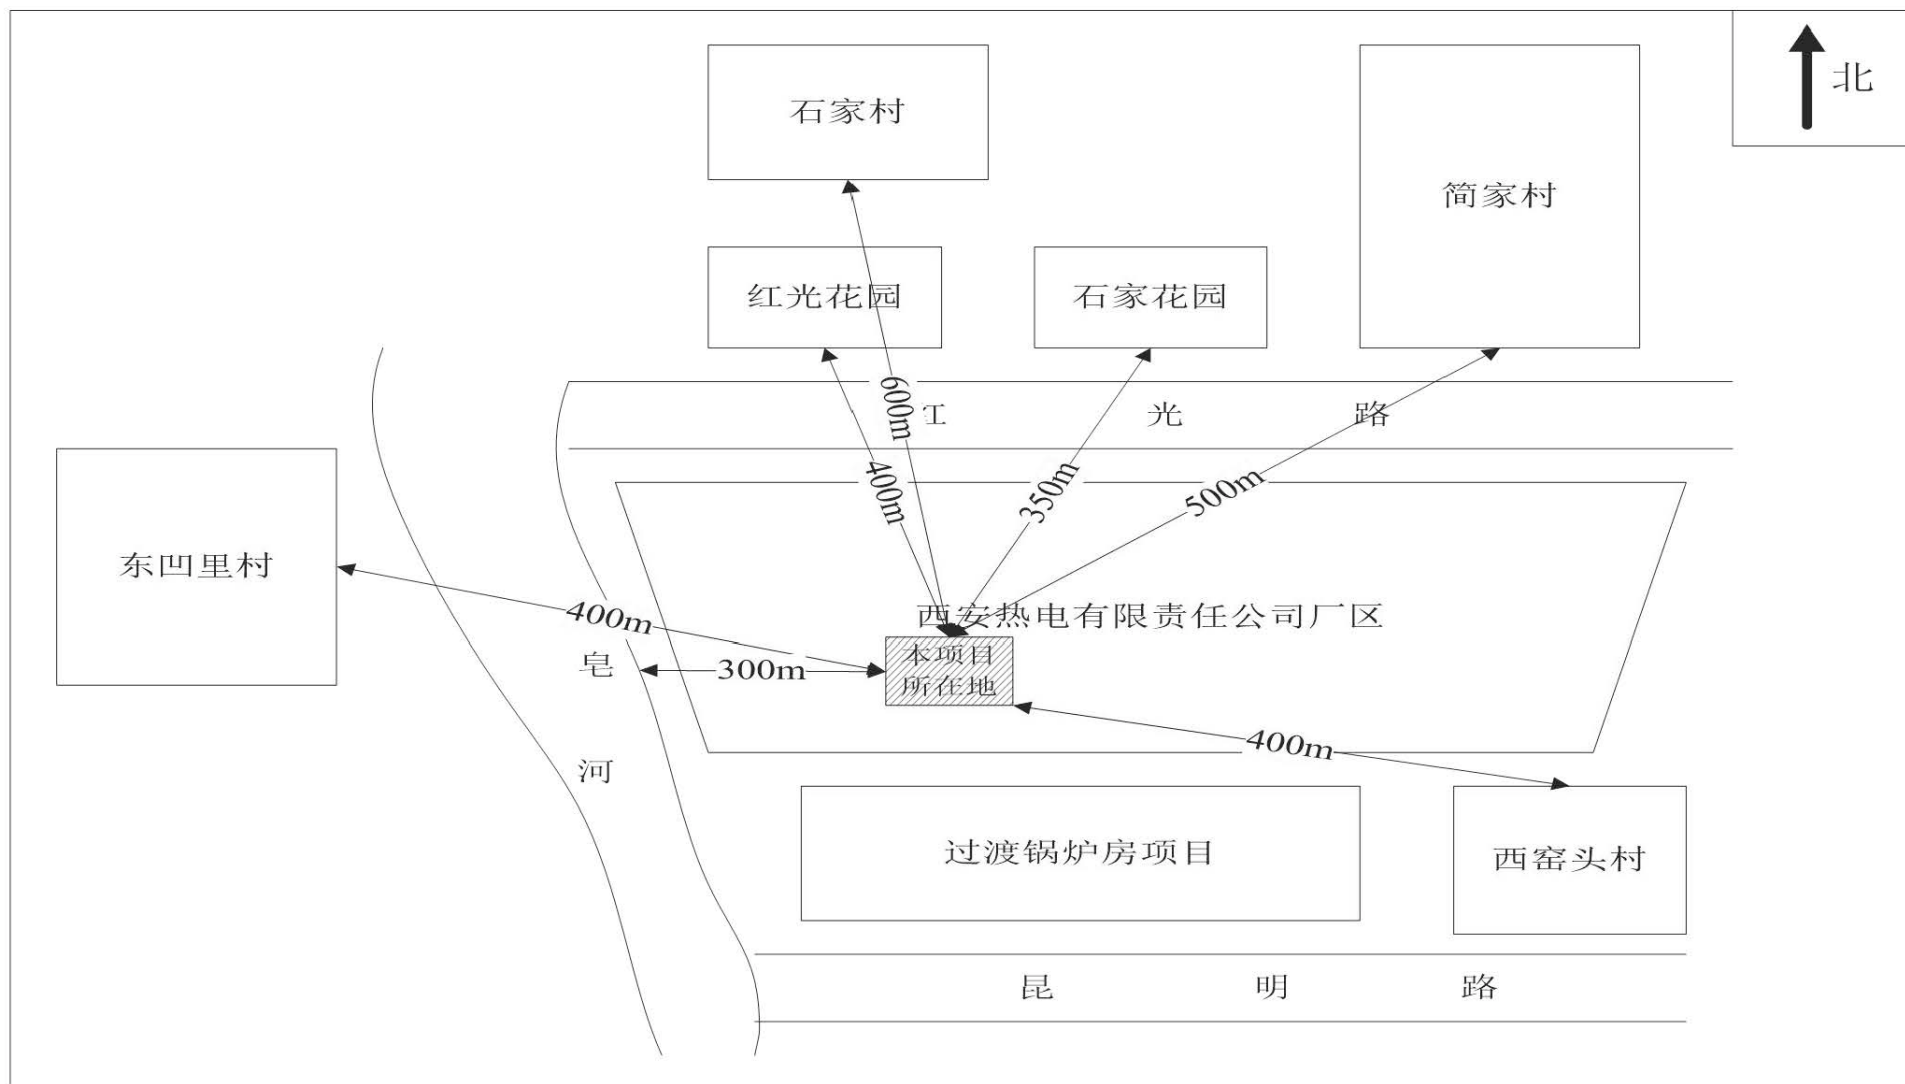 北
石家村
简家村
红光花园
石家花园
600m
红 光 路
400m
350m
500m
东凹里村
400m
西安热电有限责任公司厂区
本项目
所在地
皂
300m
400m
河
过渡锅炉房项目
西窑头村
昆 明 路